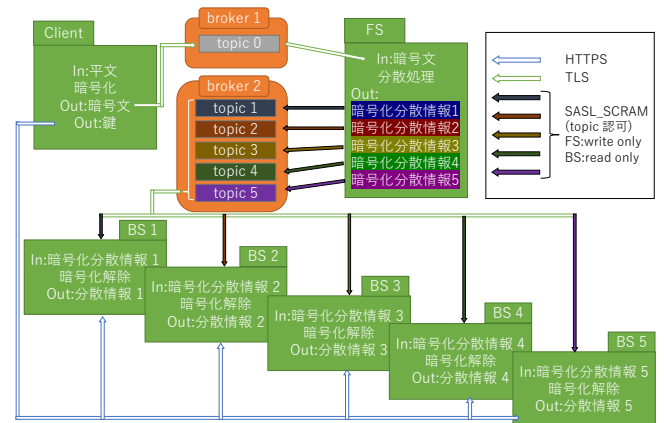 Client
In:平文
暗号化
Out:暗号文
Out:鍵
broker 1
topic 0
broker 2
topic 1
topic 2
topic 3
topic 4
topic 5
FS
In:暗号文
分散処理
Out:
暗号化分散情報1
暗号化分散情報2
暗号化分散情報3
暗号化分散情報4
暗号化分散情報5
HTTPS
TLS
SASL_SCRAM
(topic 認可)
FS:write only
BS:read only
BS 1
In:暗号化分散情報 1
暗号化解除
Out:分散情報 1
BS 2
In:暗号化分散情報 2
暗号化解除
Out:分散情報 2
BS 3
In:暗号化分散情報 3
暗号化解除
Out:分散情報 3
BS 4
In:暗号化分散情報 4
暗号化解除
Out:分散情報 4
BS 5
In:暗号化分散情報 5
暗号化解除
Out:分散情報 5